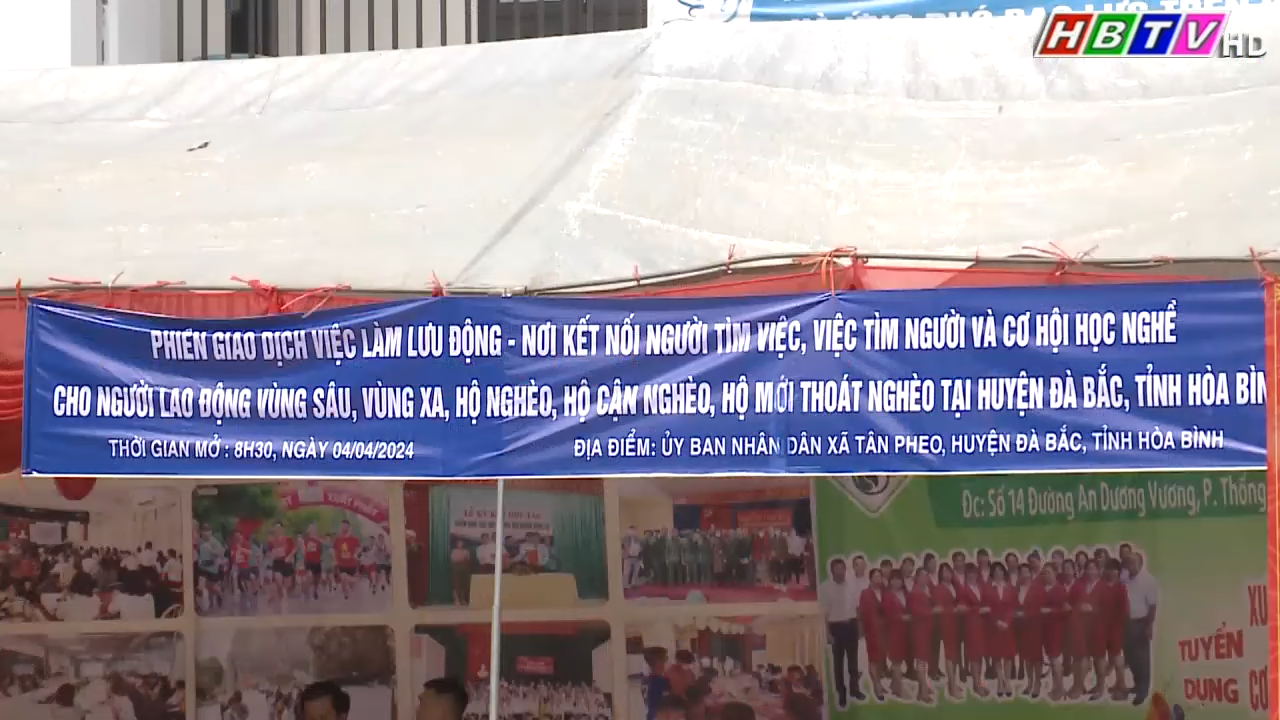 HBTV HD
PHIÊN GIAO DỊCH VIỆC LÀM LƯU ĐỘNG - NƠI KẾT NỐI NGƯỜI TÌM VIỆC, VIỆC TÌM NGƯỜI VÀ CƠ HỘI HỌC NGHỀ
CHO NGƯỜI LAO ĐỘNG VÙNG SÂU, VÙNG XA, HỘ NGHÈO, HỘ CẬN NGHÈO, HỘ MỚI THOÁT NGHÈO TẠI HUYỆN ĐÀ BẮC, TỈNH HÒA BÌN
THỜI GIAN MỞ : 8H30, NGÀY 04/04/2024
ĐỊA ĐIỂM: ỦY BAN NHÂN DÂN XÃ TÂN PHEO, HUYỆN ĐÀ BẮC, TỈNH HÒA BÌNH
Đc: Số 14 Đường An Dương Vương, P. Thống
TUYỂN
DỤNG